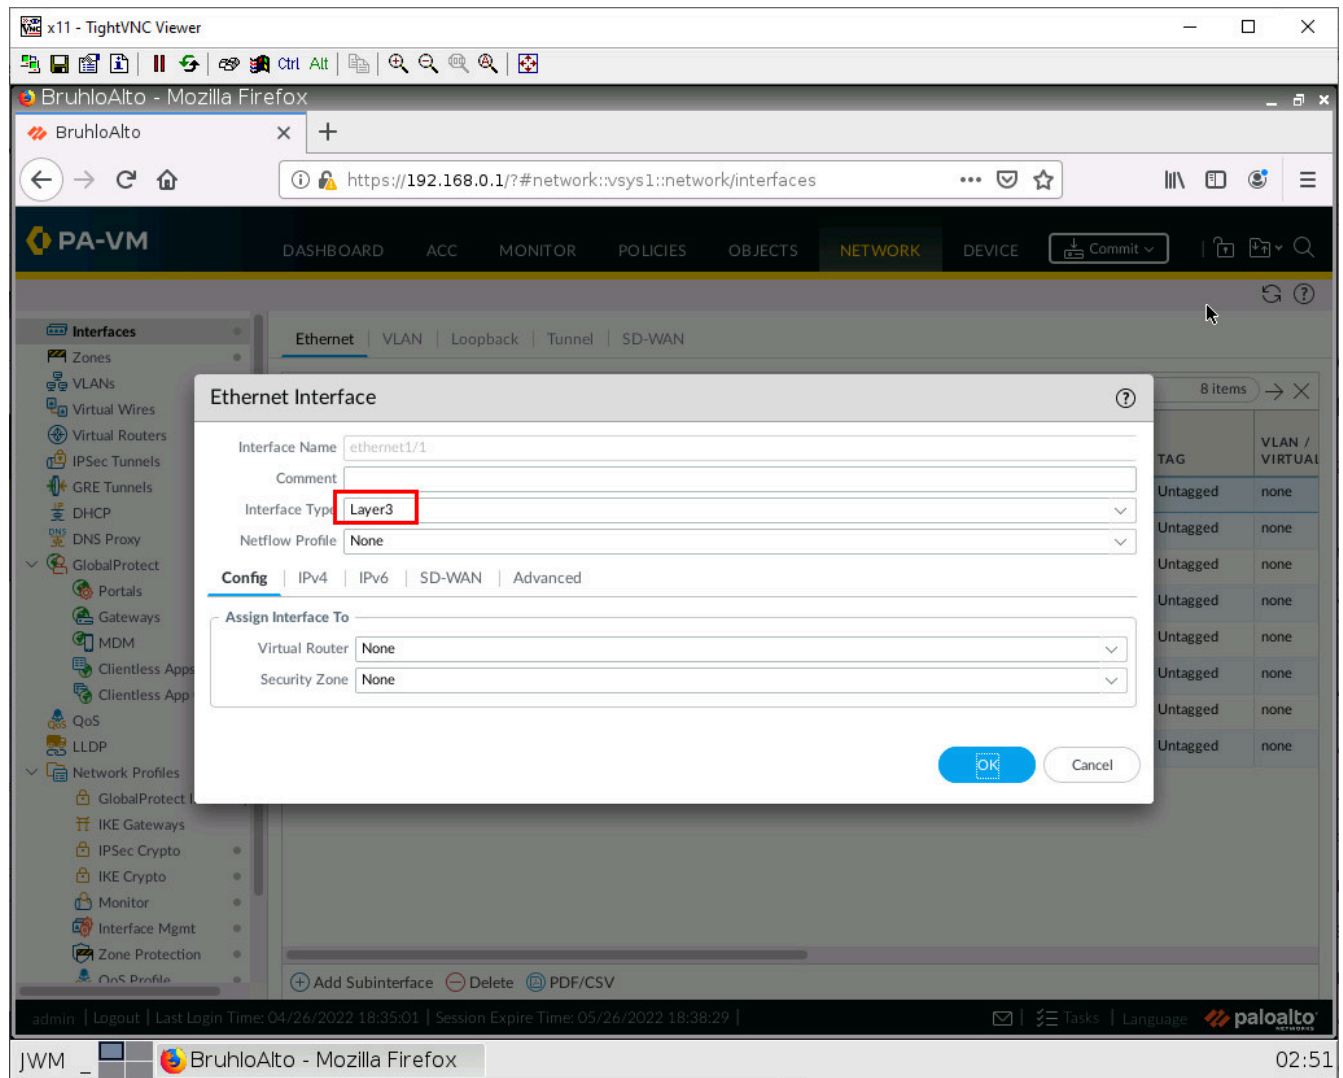 x11 - TightVNC Viewer
Ctrl Alt
BruhloAlto - Mozilla Firefox
BruhloAlto
https://192.168.0.1/?#network::vsys1::network/interfaces
PA-VM
DASHBOARD ACC MONITOR POLICIES OBJECTS NETWORK DEVICE Commit
Interfaces
Ethernet VLAN Loopback Tunnel SD-WAN
Zones
VLANs
Virtual Wires
Virtual Routers
IPSec Tunnels
GRE Tunnels
DHCP
DNS Proxy
GlobalProtect
Portals
Gateways
MDM
Clientless Apps
Clientless App
QoS
LLDP
Network Profiles
GlobalProtect I
IKE Gateways
IPSec Crypto
IKE Crypto
Monitor
Interface Mgmt
Zone Protection
QoS Profile
8 items
TAG
VLAN /
VIRTUAL
Untagged none
Untagged none
Untagged none
Untagged none
Untagged none
Untagged none
Untagged none
Untagged none
Ethernet Interface
Interface Name ethernet1/1
Comment
Interface Type Layer3
Netflow Profile None
Config IPv4 IPv6 SD-WAN Advanced
Assign Interface To
Virtual Router None
Security Zone None
OK Cancel
Add Subinterface Delete PDF/CSV
admin | Logout | Last Login Time: 04/26/2022 18:35:01 | Session Expire Time: 05/26/2022 18:38:29 |
Tasks | Language
paloalto
NETWORKS
JWM _ BruhloAlto - Mozilla Firefox 02:51